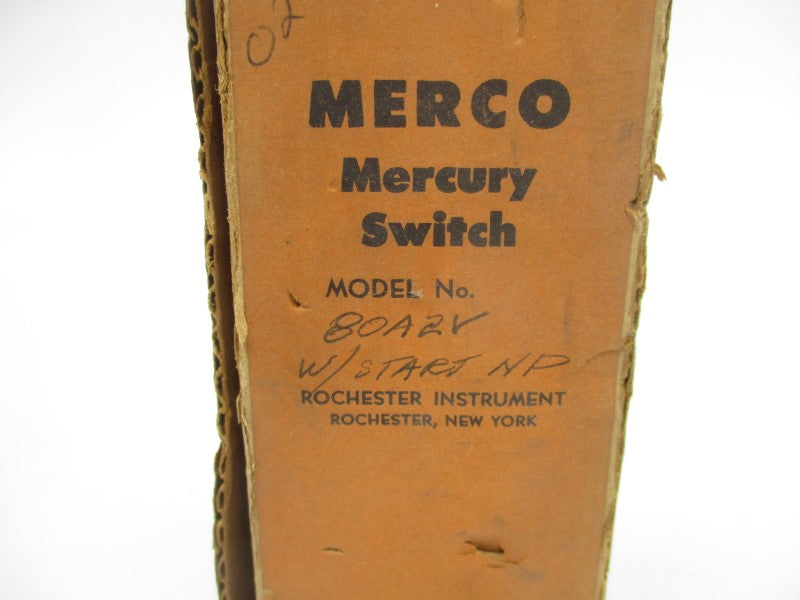 02
MERCO
Mercury
Switch
MODEL No.
80A2V
W/ START NP
ROCHESTER INSTRUMENT
ROCHESTER, NEW YORK